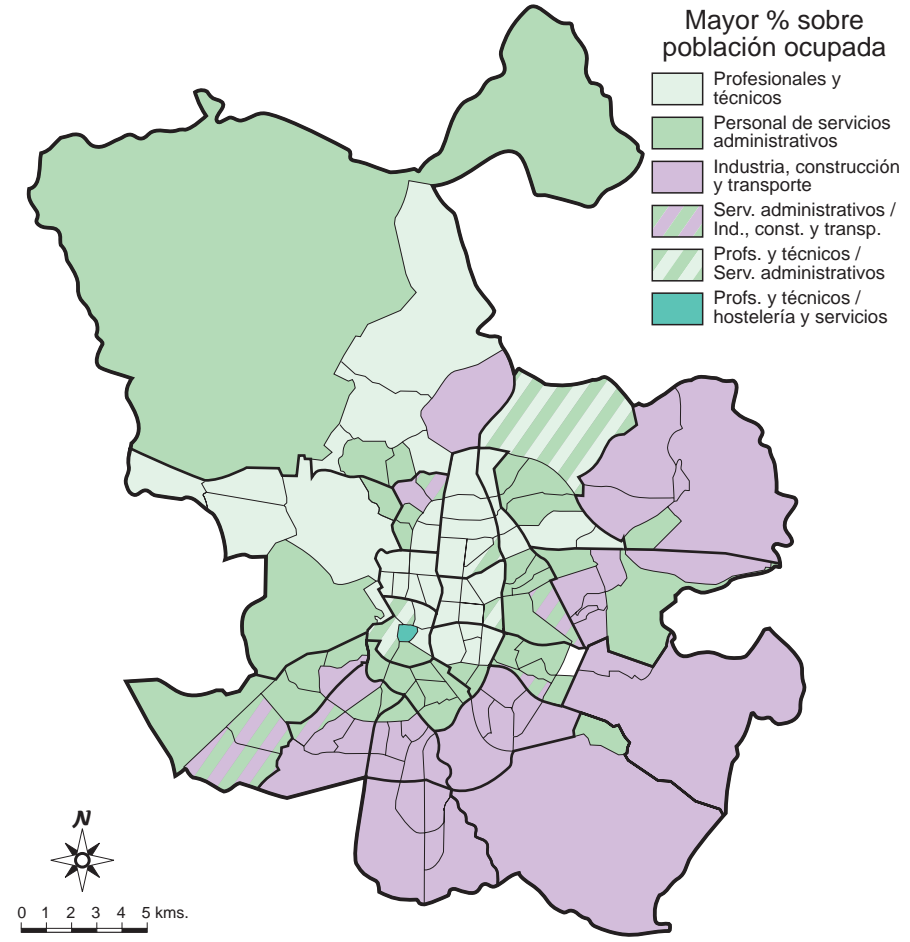 Mayor % sobre
población ocupada
Profesionales y
técnicos
Personal de servicios
administrativos
Industria, construcción
y transporte
Serv. administrativos /
Ind., const. y transp.
Profs. y técnicos /
Serv. administrativos
Profs. y técnicos /
hostelería y servicios
N
0 1 2 3 4 5 kms.